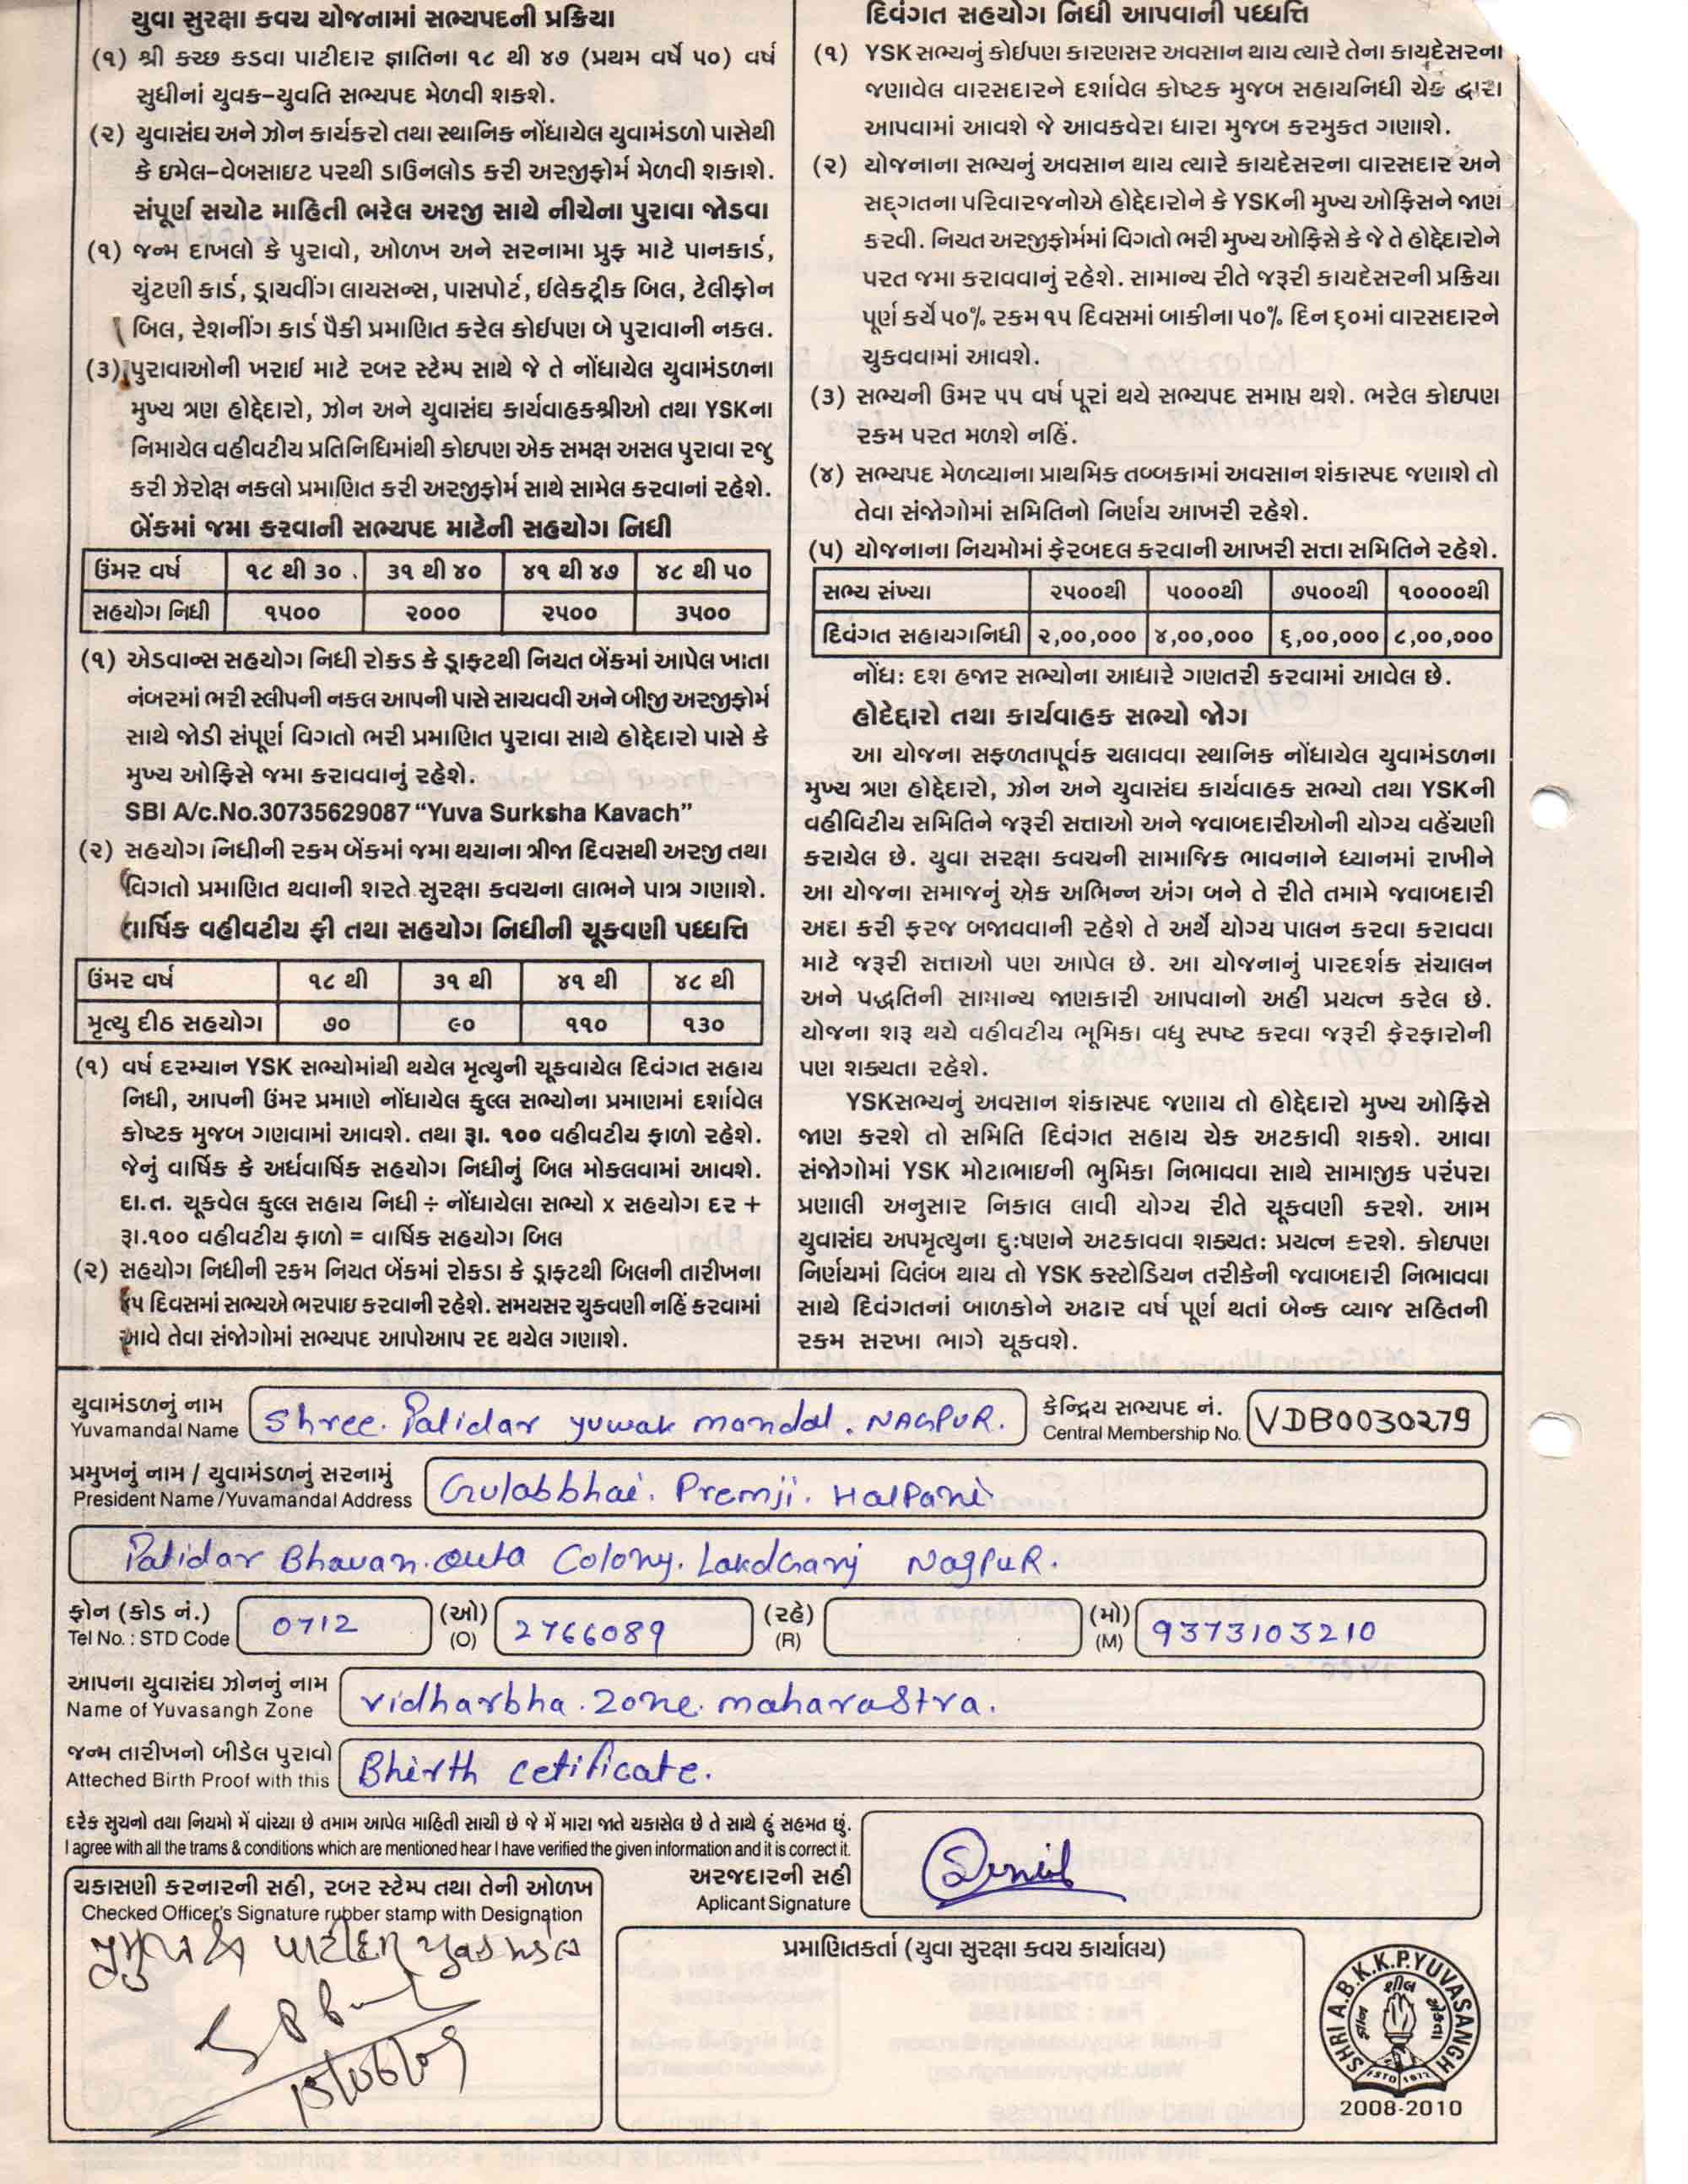 યુવા સુરક્ષા કવચ યોજનામાં સભ્યપદની પ્રક્રિયા
(૧) શ્રી કચ્છ કડવા પાટીદાર જ્ઞાતિના ૧૮ થી ૪૭ (પ્રથમ વર્ષે ૫૦) વર્ષ
સુધીનાં યુવક-યુવતિ સભ્યપદ મેળવી શકશે.
(૨) યુવાસંઘ અને ઝોન કાર્યકરો તથા સ્થાનિક નોંધાયેલ યુવામંડળો પાસેથી
કે ઇમેલ-વેબસાઇટ પરથી ડાઉનલોડ કરી અરજીફોર્મ મેળવી શકાશે.
સંપૂર્ણ સચોટ માહિતી ભરેલ અરજી સાથે નીચેના પુરાવા જોડવા
(૧) જન્મ દાખલો કે પુરાવો, ઓળખ અને સરનામા પ્રુફ માટે પાનકાર્ડ,
ચુંટણી કાર્ડ, ડ્રાયવીંગ લાયસન્સ, પાસપોર્ટ, ઈલેક્ટ્રીક બિલ, ટેલીફોન
બિલ, રેશનીંગ કાર્ડ પૈકી પ્રમાણિત કરેલ કોઈપણ બે પુરાવાની નકલ.
(૩) પુરાવાઓની ખરાઈ માટે રબર સ્ટેમ્પ સાથે જે તે નોંધાયેલ યુવામંડળના
મુખ્ય ત્રણ હોદ્દેદારો, ઝોન અને યુવાસંઘ કાર્યવાહકશ્રીઓ તથા YSKના
નિમાયેલ વહીવટીય પ્રતિનિધિમાંથી કોઇપણ એક સમક્ષ અસલ પુરાવા રજુ
કરી ઝેરોક્ષ નકલો પ્રમાણિત કરી અરજીફોર્મ સાથે સામેલ કરવાનાં રહેશે.
બેંકમાં જમા કરવાની સભ્યપદ માટેની સહયોગ નિધી
ઉંમર વર્ષ ૧૮ થી ૩૦ ૩૧ થી ૪૦ ૪૧ થી ૪૭ ૪૮ થી ૫૦
સહયોગ નિધી ૧૫૦૦ ૨૦૦૦ ૨૫૦૦ ૩૫૦૦
(૧) એડવાન્સ સહયોગ નિધી રોકડ કે ડ્રાફ્ટથી નિયત બેંકમાં આપેલ ખાતા
નંબરમાં ભરી સ્લીપની નકલ આપની પાસે સાચવવી અને બીજી અરજીફોર્મ
સાથે જોડી સંપૂર્ણ વિગતો ભરી પ્રમાણિત પુરાવા સાથે હોદ્દેદારો પાસે કે
મુખ્ય ઓફિસે જમા કરાવવાનું રહેશે.
SBI A/c.No.30735629087 “Yuva Surksha Kavach”
(૨) સહયોગ નિધીની રકમ બેંકમાં જમા થયાના ત્રીજા દિવસથી અરજી તથા
વિગતો પ્રમાણિત થવાની શરતે સુરક્ષા કવચના લાભને પાત્ર ગણાશે.
વાર્ષિક વહીવટીય ફી તથા સહયોગ નિધીની ચૂકવણી પધ્ધત્તિ
ઉંમર વર્ષ ૧૮ થી ૩૧ થી ૪૧ થી ૪૮ થી
મૃત્યુ દીઠ સહયોગ ૭૦ ૯૦ ૧૧૦ ૧૩૦
(૧) વર્ષ દરમ્યાન YSK સભ્યોમાંથી થયેલ મૃત્યુની ચૂકવાયેલ દિવંગત સહાય
નિધી, આપની ઉંમર પ્રમાણે નોંધાયેલ કુલ્લ સભ્યોના પ્રમાણમાં દર્શાવેલ
કોષ્ટક મુજબ ગણવામાં આવશે. તથા રૂા. ૧૦૦ વહીવટીય ફાળો રહેશે.
જેનું વાર્ષિક કે અર્ધવાર્ષિક સહયોગ નિધીનું બિલ મોકલવામાં આવશે.
દા.ત. ચૂકવેલ કુલ્લ સહાય નિધી ÷ નોંધાયેલા સભ્યો x સહયોગ દર +
રૂા.૧૦૦ વહીવટીય ફાળો = વાર્ષિક સહયોગ બિલ
(૨) સહયોગ નિધીની રકમ નિયત બેંકમાં રોકડા કે ડ્રાફ્ટથી બિલની તારીખના
દિવસમાં સભ્યએ ભરપાઇ કરવાની રહેશે. સમયસર ચુકવણી નહિં કરવામાં
આવે તેવા સંજોગોમાં સભ્યપદ આપોઆપ રદ થયેલ ગણાશે.
દિવંગત સહયોગ નિધી આપવાની પધ્ધત્તિ
(૧) YSK સભ્યનું કોઈપણ કારણસર અવસાન થાય ત્યારે તેના કાયદેસરના
જણાવેલ વારસદારને દર્શાવેલ કોષ્ટક મુજબ સહાયનિધી ચેક દ્વારા
આપવામાં આવશે જે આવકવેરા ધારા મુજબ કરમુકત ગણાશે.
(૨) યોજનાના સભ્યનું અવસાન થાય ત્યારે કાયદેસરના વારસદાર અને
સદ્ગતના પરિવારજનોએ હોદ્દેદારોને કે YSKની મુખ્ય ઓફિસને જાણ
કરવી. નિયત અરજીફોર્મમાં વિગતો ભરી મુખ્ય ઓફિસે કે જે તે હોદ્દેદારોને
પરત જમા કરાવવાનું રહેશે. સામાન્ય રીતે જરૂરી કાયદેસરની પ્રક્રિયા
પૂર્ણ કર્યે ૫૦% રકમ ૧૫ દિવસમાં બાકીના ૫૦% દિન ૬૦માં વારસદારને
ચુકવવામાં આવશે.
(૩) સભ્યની ઉમર ૫૫ વર્ષ પૂરાં થયે સભ્યપદ સમાપ્ત થશે. ભરેલ કોઇપણ
રકમ પરત મળશે નહિં.
(૪) સભ્યપદ મેળવ્યાના પ્રાથમિક તબ્બકામાં અવસાન શંકાસ્પદ જણાશે તો
તેવા સંજોગોમાં સમિતિનો નિર્ણય આખરી રહેશે.
(૫) યોજનાના નિયમોમાં ફેરબદલ કરવાની આખરી સત્તા સમિતિને રહેશે.
સભ્ય સંખ્યા ૨૫૦૦થી ૫૦૦૦થી ૭૫૦૦થી ૧૦૦૦૦થી
દિવંગત સહાયગનિધી ૨,૦૦,૦૦૦ ૪,૦૦,૦૦૦ ૬,૦૦,૦૦૦ ૮,૦૦,૦૦૦
નોંધ: દશ હજાર સભ્યોના આધારે ગણતરી કરવામાં આવેલ છે.
હોદેદ્દારો તથા કાર્યવાહક સભ્યો જોગ
આ યોજના સફળતાપૂર્વક ચલાવવા સ્થાનિક નોંધાયેલ યુવામંડળના
મુખ્ય ત્રણ હોદ્દેદારો, ઝોન અને યુવાસંઘ કાર્યવાહક સભ્યો તથા YSKની
વહીવિટીય સમિતિને જરૂરી સત્તાઓ અને જવાબદારીઓની યોગ્ય વહેંચણી
કરાયેલ છે. યુવા સરક્ષા કવચની સામાજિક ભાવનાને ધ્યાનમાં રાખીને
આ યોજના સમાજનું એક અભિન્ન અંગ બને તે રીતે તમામે જવાબદારી
અદા કરી ફરજ બજાવવાની રહેશે તે અર્થે યોગ્ય પાલન કરવા કરાવવા
માટે જરૂરી સત્તાઓ પણ આપેલ છે. આ યોજનાનું પારદર્શક સંચાલન
અને પદ્ધતિની સામાન્ય જાણકારી આપવાનો અહીં પ્રયત્ન કરેલ છે.
યોજના શરૂ થયે વહીવટીય ભૂમિકા વધુ સ્પષ્ટ કરવા જરૂરી ફેરફારોની
પણ શક્યતા રહેશે.
YSKસભ્યનું અવસાન શંકાસ્પદ જણાય તો હોદ્દેદારો મુખ્ય ઓફિસે
જાણ કરશે તો સમિતિ દિવંગત સહાય ચેક અટકાવી શકશે. આવા
સંજોગોમાં YSK મોટાભાઇની ભુમિકા નિભાવવા સાથે સામાજીક પરંપરા
પ્રણાલી અનુસાર નિકાલ લાવી યોગ્ય રીતે ચૂકવણી કરશે. આમ
યુવાસંઘ અપમૃત્યુના દુઃષણને અટકાવવા શક્યતઃ પ્રયત્ન કરશે. કોઇપણ
નિર્ણયમાં વિલંબ થાય તો YSK કસ્ટોડિયન તરીકેની જવાબદારી નિભાવવા
સાથે દિવંગતનાં બાળકોને અઢાર વર્ષ પૂર્ણ થતાં બેન્ક વ્યાજ સહિતની
રકમ સરખા ભાગે ચૂકવશે.
યુવામંડળનું નામ
Yuvamandal Name Shree. Patidar yuwak mandal. NAGPUR.
કેન્દ્રિય સભ્યપદ નં.
Central Membership No. VDB0030279
પ્રમુખનું નામ / યુવામંડળનું સરનામું
President Name / Yuvamandal Address Gulabbhai. Premji. Halpani
Patidar Bhavan. Colony. Nagpur.
ફોન (કોડ નં.) (ઓ) (રહે) (મો)
Tel No. : STD Code 0712 (O) 2766089 (R) (M) 9373103210
આપના યુવાસંઘ ઝોનનું નામ
Name of Yuvasangh Zone vidharbha. zone. maharastra.
જન્મ તારીખનો બીડેલ પુરાવો
Atteched Birth Proof with this Bhirth cetificate.
દરેક સુચનો તથા નિયમો મેં વાંચ્યા છે તમામ આપેલ માહિતી સાચી છે જે મેં મારા જાતે ચકાસેલ છે તે સાથે હું સહમત છું.
I agree with all the trams & conditions which are mentioned hear I have verified the given information and it is correct it.
અરજદારની સહી
Aplicant Signature
ચકાસણી કરનારની સહી, રબર સ્ટેમ્પ તથા તેની ઓળખ
Checked Officer's Signature rubber stamp with Designation
પાટીદાર યુવક મંડલ
15/06/09
પ્રમાણિતકર્તા (યુવા સુરક્ષા કવચ કાર્યાલય)
SHRI A.B.K.K.P.YUVASANGH
શીલ
એકતા
ESTD 1977
2008-2010